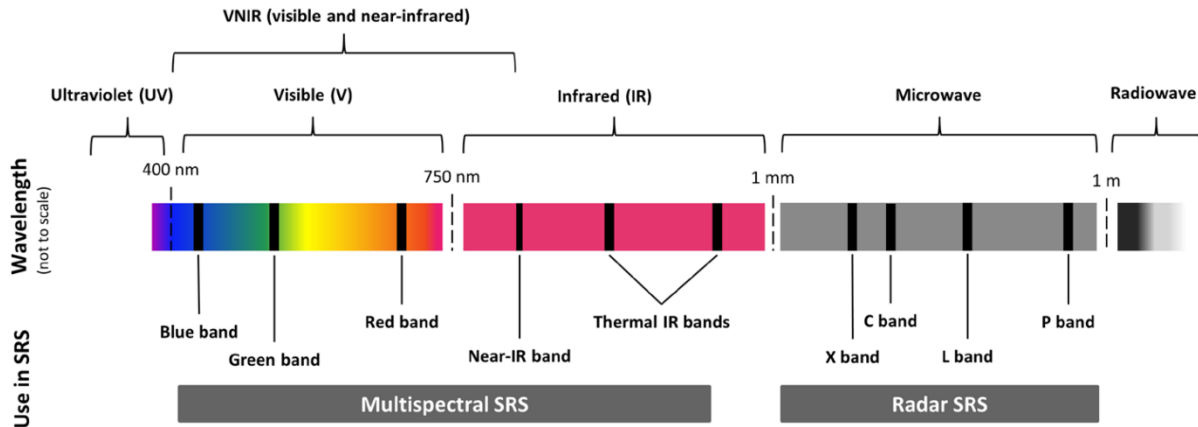 VNIR (visible and near-infrared)
Ultraviolet (UV)
Visible (V)
Infrared (IR)
Microwave
Radiowave
400 nm
750 nm
1 mm
1 m
Wavelength
(not to scale)
Blue band
Green band
Red band
Near-IR band
Thermal IR bands
X band
C band
L band
P band
Use in SRS
Multispectral SRS
Radar SRS